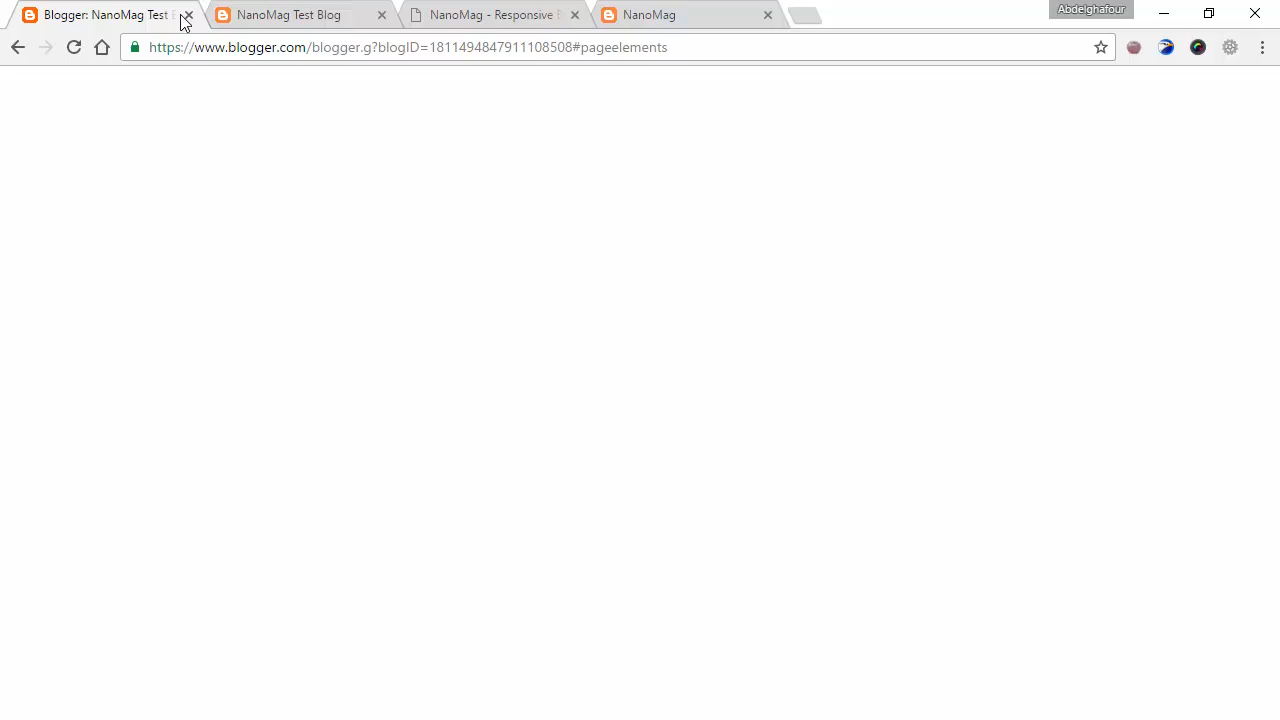 Blogger: NanoMag Test
NanoMag Test Blog
NanoMag - Responsive
NanoMag
Abdelghafour
https://www.blogger.com/blogger.g?blogID=1811494847911108508#pageelements